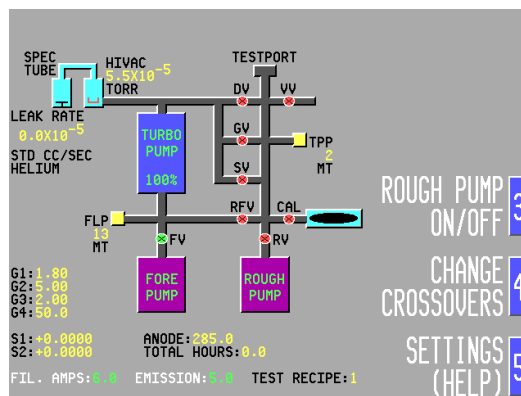 SPEC
TUBE
HIVAC
5.5X10-5
TORR
LEAK RATE
0.0X10-5
STD CC/SEC
HELIUM
TESTPORT
DV
VV
GV
TPP
2
MT
SV
TURBO
PUMP
100%
RFV
CAL
FLP
13
MT
FV
RV
FORE
PUMP
ROUGH
PUMP
G1:1.80
G2:5.00
G3:2.00
G4:50.0
S1:+0.0000
S2:+0.0000
ANODE:285.0
TOTAL HOURS:0.0
FIL. AMPS:6.0 EMISSION:5.0 TEST RECIPE:1
ROUGH PUMP
ON/OFF
3
CHANGE
CROSSOVERS
4
SETTINGS
(HELP)
5